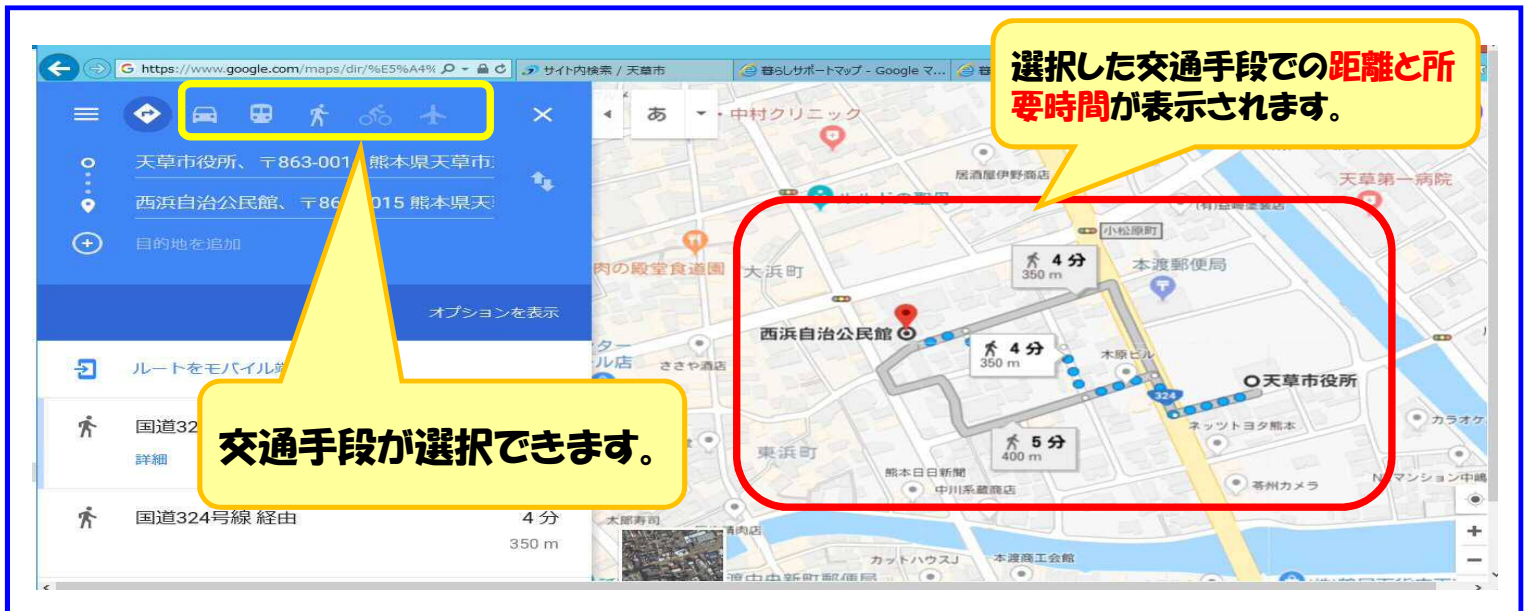 選択した交通手段での距離と所
要時間が表示されます。
https://www.google.com/maps/dir/%E5%A4%
サイト内検索 / 天草市
暮らしサポートマップ - Google マ...
天草市役所、〒863-001 熊本県天草市
西浜自治公民館、〒86 015 熊本県天
目的地を追加
オプションを表示
ルートをモバイル
国道32
詳細
国道324号線 経由
4 分
350 m
交通手段が選択できます。
あ
中村クリニック
居酒屋伊野商店
天草第一病院
小松原町
肉の殿堂食道園
大浜町
4 分
350 m
本渡郵便局
西浜自治公民館
4 分
350 m
木原ビル
ル店
ささや酒店
324
天草市役所
ネッツトヨタ熊本
カラオケ
5 分
400 m
東浜町
熊本日日新聞
中川系蔵商店
苓州カメラ
マンション中嶋
太郎寿司
精肉店
カットハウスJ
本渡商工会館
渡中央新町郵便局